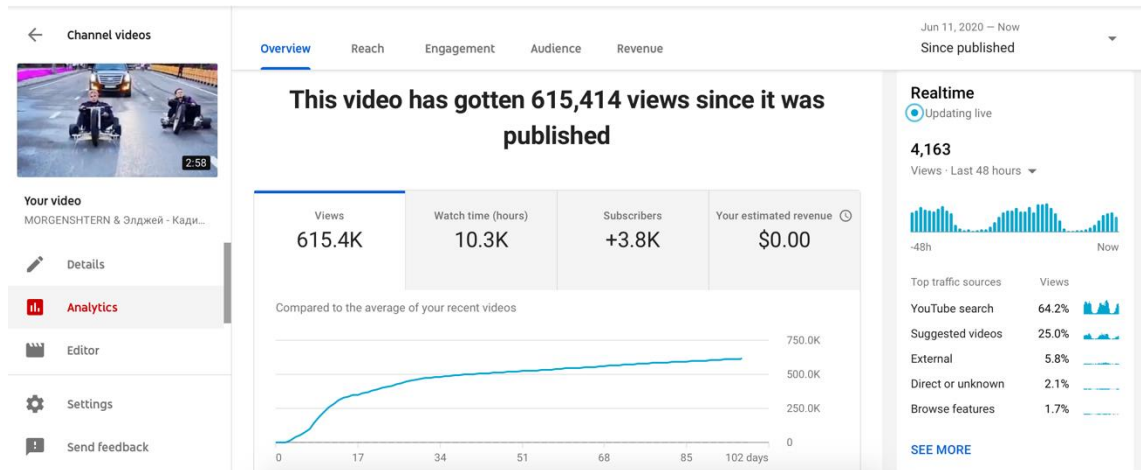 Channel videos
2:58
Your video
MORGENSHTERN & Элджей - Кади...
Details
Analytics
Editor
Settings
Send feedback
Overview Reach Engagement Audience Revenue
Jun 11, 2020 — Now
Since published
This video has gotten 615,414 views since it was
published
Views
615.4K
Watch time (hours)
10.3K
Subscribers
+3.8K
Your estimated revenue
$0.00
Compared to the average of your recent videos
750.0K
500.0K
250.0K
0
0 17 34 51 68 85 102 days
Realtime
Updating live
4,163
Views · Last 48 hours
-48h Now
Top traffic sources Views
YouTube search 64.2%
Suggested videos 25.0%
External 5.8%
Direct or unknown 2.1%
Browse features 1.7%
SEE MORE